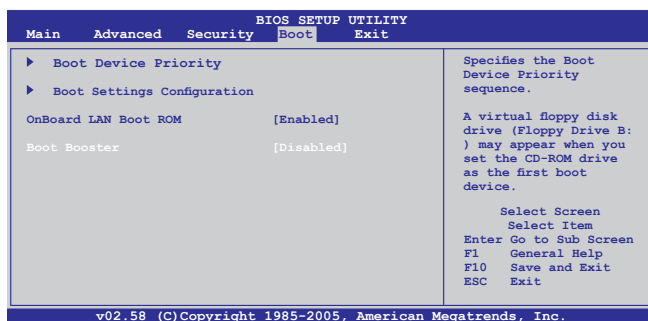 BIOS SETUP UTILITY
Main Advanced Security Boot Exit
Boot Device Priority
Boot Settings Configuration
OnBoard LAN Boot ROM [Enabled]
Boot Booster [Disabled]
Specifies the Boot
Device Priority
sequence.
A virtual floppy disk
drive (Floppy Drive B:
) may appear when you
set the CD-ROM drive
as the first boot
device.
Select Screen
Select Item
Enter Go to Sub Screen
F1 General Help
F10 Save and Exit
ESC Exit
v02.58 (C)Copyright 1985-2005, American Megatrends, Inc.